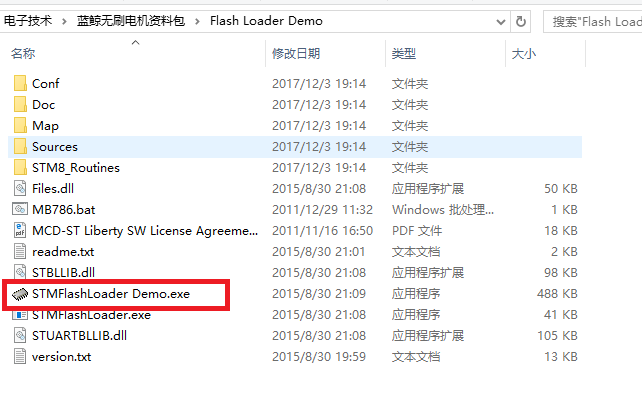 电子技术 > 蓝鲸无刷电机资料包 > Flash Loader Demo 搜索"Flash Load
名称 修改日期 类型 大小
Conf 2017/12/3 19:14 文件夹
Doc 2017/12/3 19:14 文件夹
Map 2017/12/3 19:14 文件夹
Sources 2017/12/3 19:14 文件夹
STM8_Routines 2017/12/3 19:14 文件夹
Files.dll 2015/8/30 21:08 应用程序扩展 50 KB
MB786.bat 2011/12/29 11:32 Windows 批处理... 1 KB
MCD-ST Liberty SW License Agreeme... 2011/11/16 16:50 PDF 文件 18 KB
readme.txt 2015/8/30 21:01 文本文档 2 KB
STBLLIB.dll 2015/8/30 21:08 应用程序扩展 98 KB
STMFlashLoader Demo.exe 2015/8/30 21:09 应用程序 488 KB
STMFlashLoader.exe 2015/8/30 21:08 应用程序 41 KB
STUARTBLLIB.dll 2015/8/30 21:08 应用程序扩展 105 KB
version.txt 2015/8/30 19:59 文本文档 13 KB